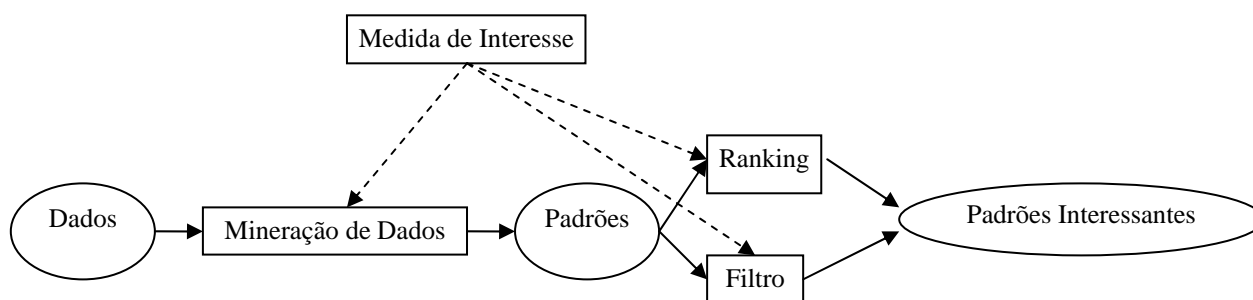 Medida de Interesse
Ranking
Dados
Mineração de Dados
Padrões
Padrões Interessantes
Filtro